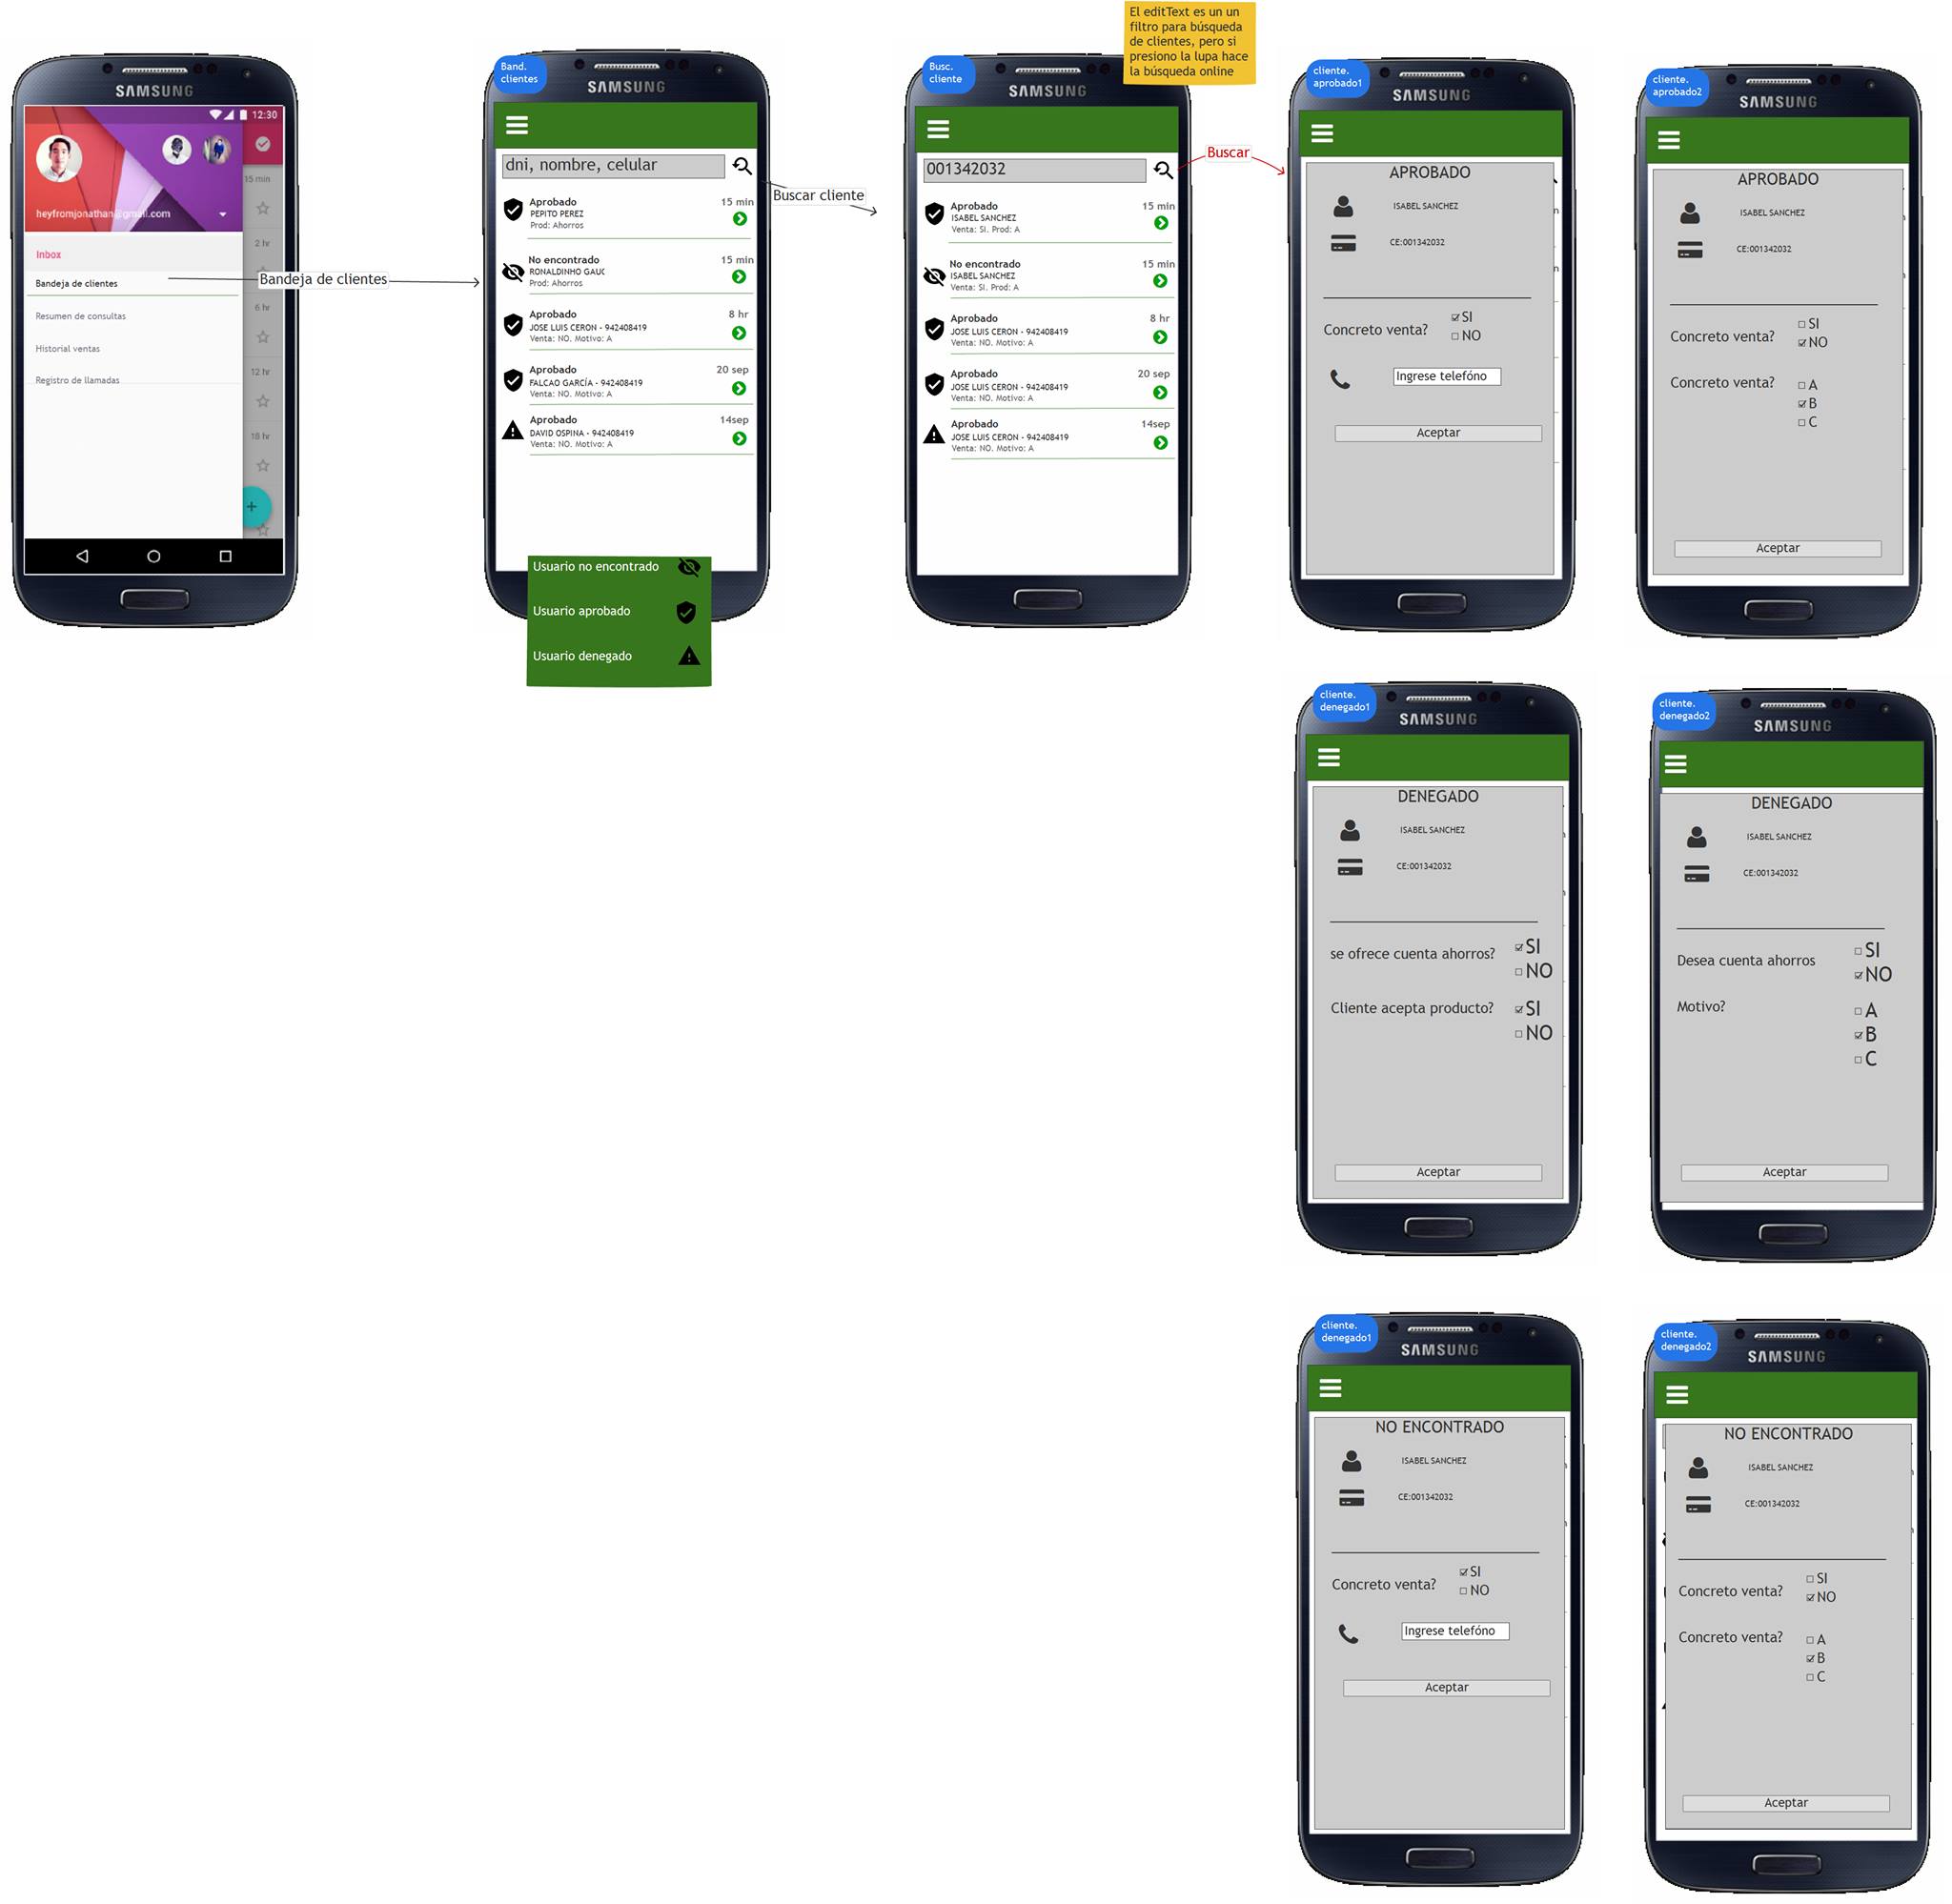 SAMSUNG
12:30
15 min
heyfromjonathan@gmail.com
2 hr
Inbox
Bandeja de clientes
6 hr
Resumen de consultas
Historial ventas
12 hr
Registro de llamadas
18 hr
Bandeja de clientes
Band.
clientes
SAMSUNG
dni, nombre, celular
Aprobado 15 min
PEPITO PEREZ
Prod: Ahorros
No encontrado 15 min
RONALDINHO GAUC
Prod: Ahorros
Aprobado 8 hr
JOSE LUIS CERON - 942408419
Venta: NO. Motivo: A
Aprobado 20 sep
FALCAO GARCÍA - 942408419
Venta: NO. Motivo: A
Aprobado 14sep
DAVID OSPINA - 942408419
Venta: NO. Motivo: A
Usuario no encontrado
Usuario aprobado
Usuario denegado
Buscar cliente
Busc.
cliente
SAMSUNG
El editText es un un
filtro para búsqueda
de clientes, pero si
presiono la lupa hace
la búsqueda online
001342032
Aprobado 15 min
ISABEL SANCHEZ
Venta: SI. Prod: A
No encontrado 15 min
ISABEL SANCHEZ
Venta: SI. Prod: A
Aprobado 8 hr
JOSE LUIS CERON - 942408419
Venta: NO. Motivo: A
Aprobado 20 sep
JOSE LUIS CERON - 942408419
Venta: NO. Motivo: A
Aprobado 14sep
JOSE LUIS CERON - 942408419
Venta: NO. Motivo: A
Buscar
cliente.
aprobado1
SAMSUNG
APROBADO
ISABEL SANCHEZ
CE:001342032
Concreto venta?
SI
NO
Ingrese telefóno
Aceptar
cliente.
aprobado2
SAMSUNG
APROBADO
ISABEL SANCHEZ
CE:001342032
Concreto venta?
SI
NO
Concreto venta?
A
B
C
Aceptar
cliente.
denegado1
SAMSUNG
DENEGADO
ISABEL SANCHEZ
CE:001342032
se ofrece cuenta ahorros?
SI
NO
Cliente acepta producto?
SI
NO
Aceptar
cliente.
denegado2
SAMSUNG
DENEGADO
ISABEL SANCHEZ
CE:001342032
Desea cuenta ahorros
SI
NO
Motivo?
A
B
C
Aceptar
cliente.
denegado1
SAMSUNG
NO ENCONTRADO
ISABEL SANCHEZ
CE:001342032
Concreto venta?
SI
NO
Ingrese telefóno
Aceptar
cliente.
denegado2
SAMSUNG
NO ENCONTRADO
ISABEL SANCHEZ
CE:001342032
Concreto venta?
SI
NO
Concreto venta?
A
B
C
Aceptar